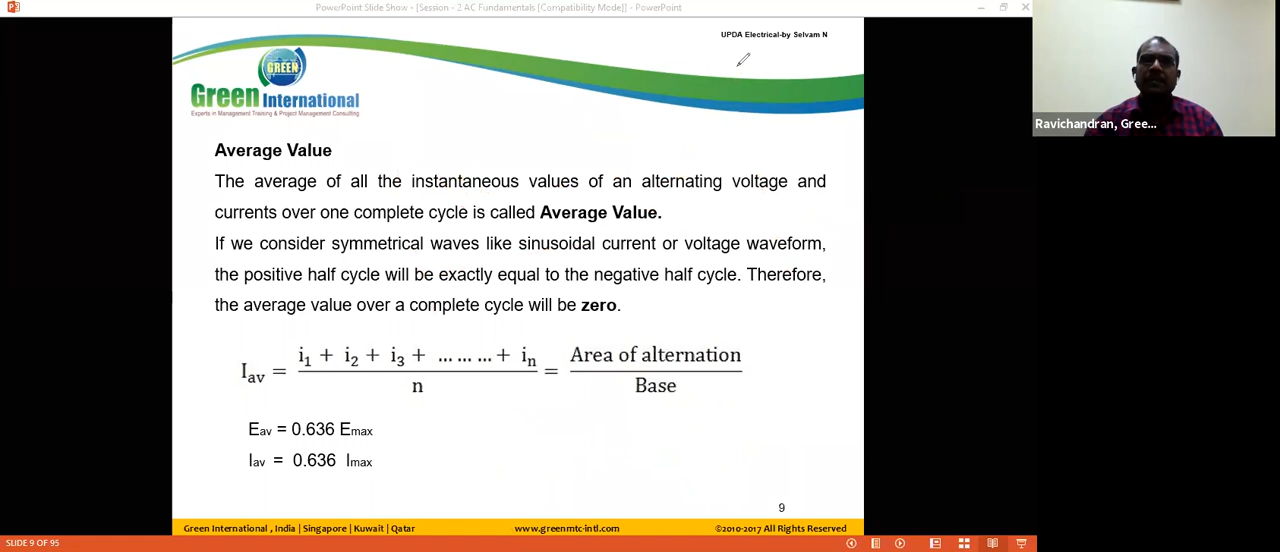 PowerPoint Slide Show - [Session - 2 AC Fundamentals [Compatibility Mode]] - PowerPoint
UPDA Electrical-by Selvam N
GREEN
Green International
Experts in Management Training & Project Management Consulting
Ravichandran, Gree...
Average Value
The average of all the instantaneous values of an alternating voltage and
currents over one complete cycle is called Average Value.
If we consider symmetrical waves like sinusoidal current or voltage waveform,
the positive half cycle will be exactly equal to the negative half cycle. Therefore,
the average value over a complete cycle will be zero.
I_av = (i₁ + i₂ + i₃ + ... ... ... + i_n) / n = Area of alternation / Base
Eav = 0.636 Emax
Iav = 0.636 Imax
9
Green International , India | Singapore | Kuwait | Qatar www.greenmtc-intl.com ©2010-2017 All Rights Reserved
SLIDE 9 OF 95